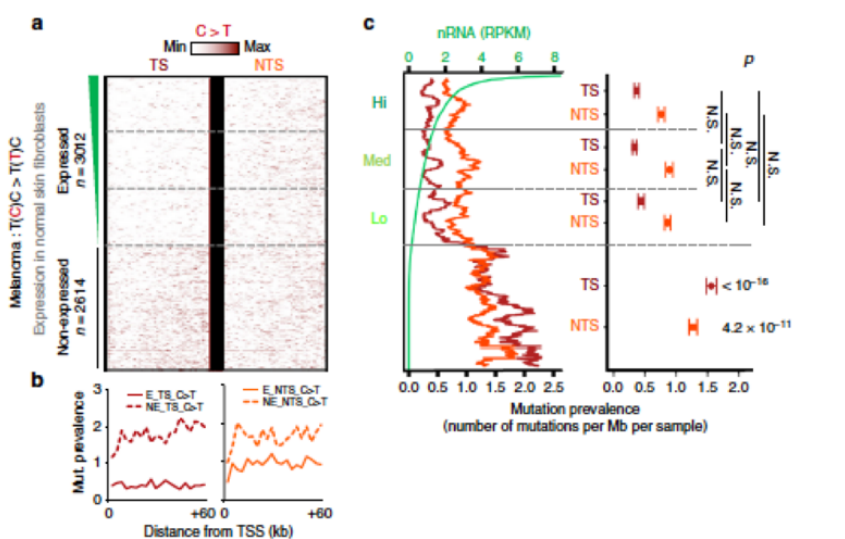 a
C > T
Min Max
TS NTS
Melanoma : T(C)C > T(T)C
Expression in normal skin fibroblasts
Expressed
n = 3012
Non-expressed
n = 2614
b
Mut. prevalence
3
2
1
0
E_TS_C>T
NE_TS_C>T
E_NTS_C>T
NE_NTS_C>T
0 +60 0 +60
Distance from TSS (kb)
c
nRNA (RPKM)
0 2 4 6 8
Hi
Med
Lo
0.0 0.5 1.0 1.5 2.0 2.5
p
TS
NTS
TS
NTS
TS
NTS
N.S.
N.S.
N.S.
N.S.
N.S.
N.S.
TS < 10⁻¹⁶
NTS 4.2 × 10⁻¹¹
0.0 0.5 1.0 1.5 2.0
Mutation prevalence
(number of mutations per Mb per sample)